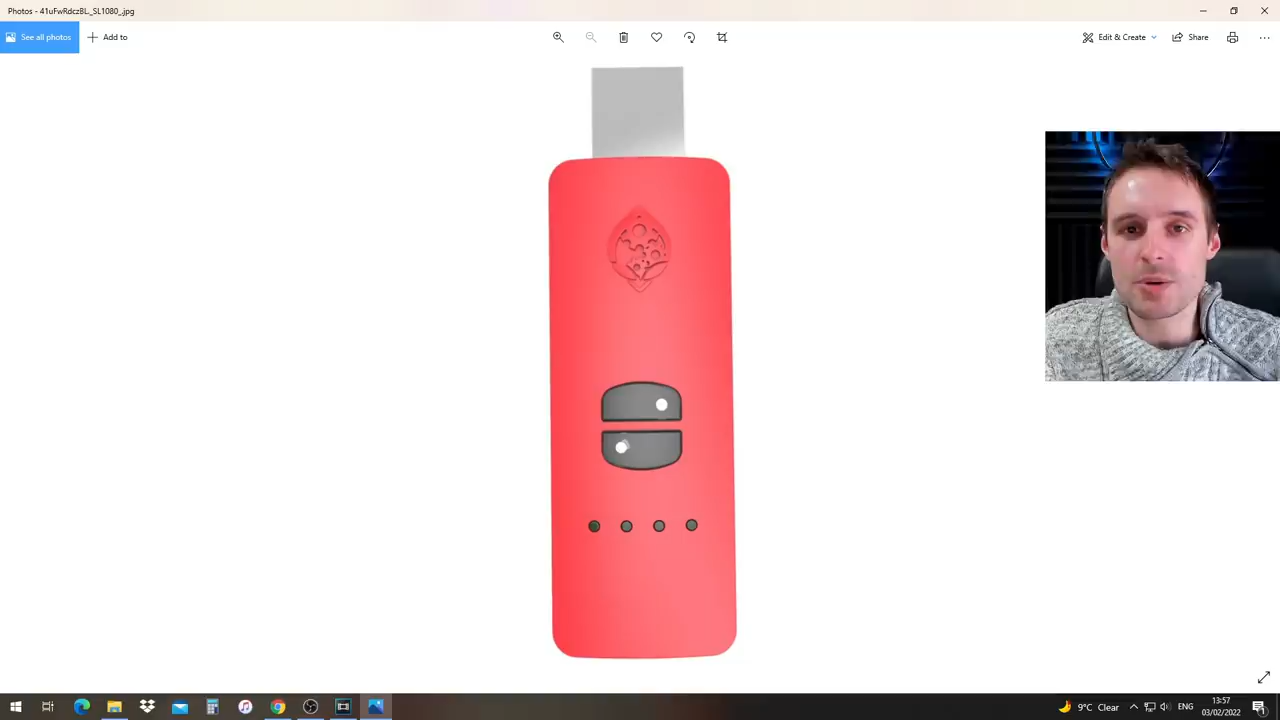 Photos - 41uFwRdczBL._SL1080_.jpg
See all photos
Add to
Edit & Create
Share
9°C Clear
ENG
13:57
03/02/2022